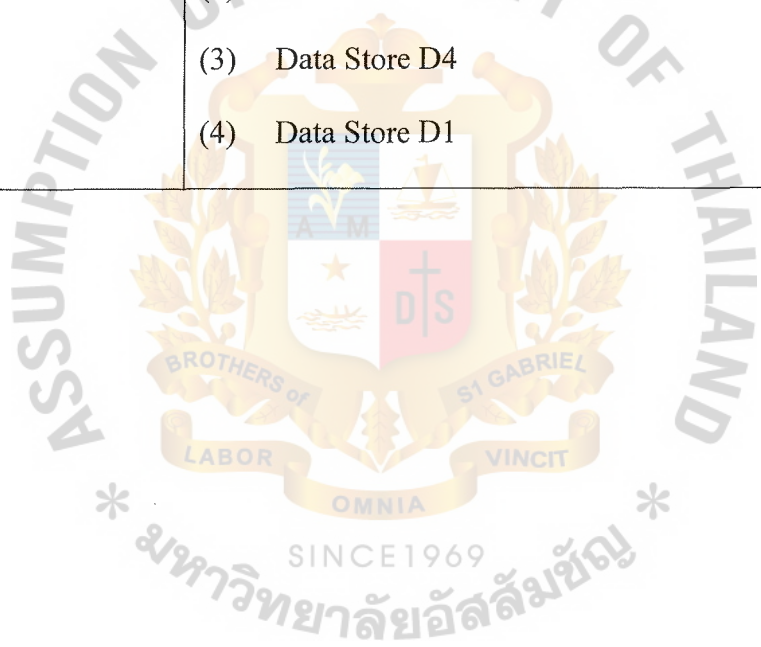 (3) Data Store D4
(4) Data Store D1
OF THAILAND
ASSUMPTION
A M
D S
BROTHERS of
ST GABRIEL
LABOR
VINCIT
OMNIA
* SINCE1969 *
มหาวิทยาลัยอัสสัมชัญ